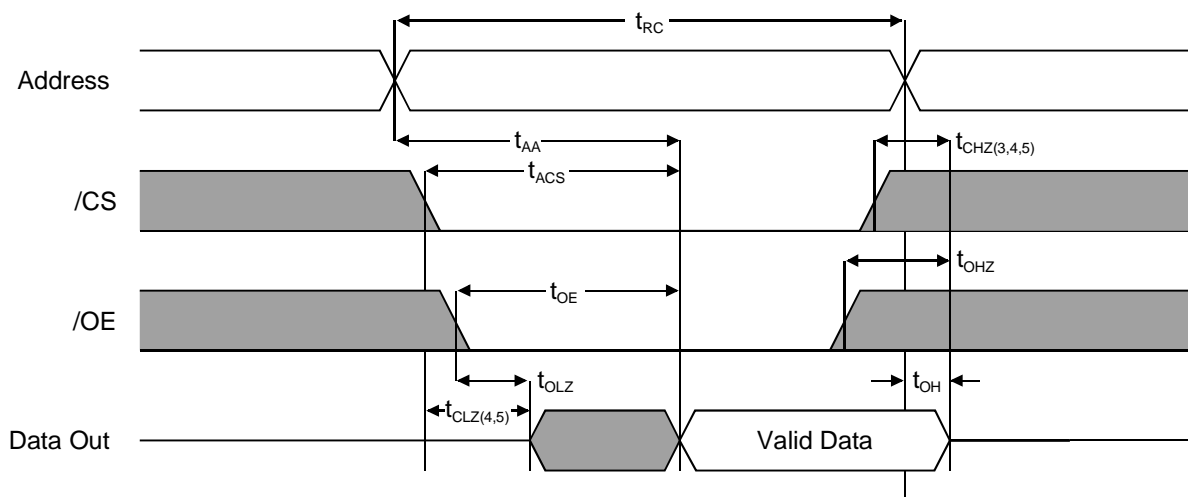 tRC
Address
tAA
tCHZ(3,4,5)
tACS
/CS
tOHZ
tOE
/OE
tOLZ
tOH
tCLZ(4,5)
Data Out
Valid Data